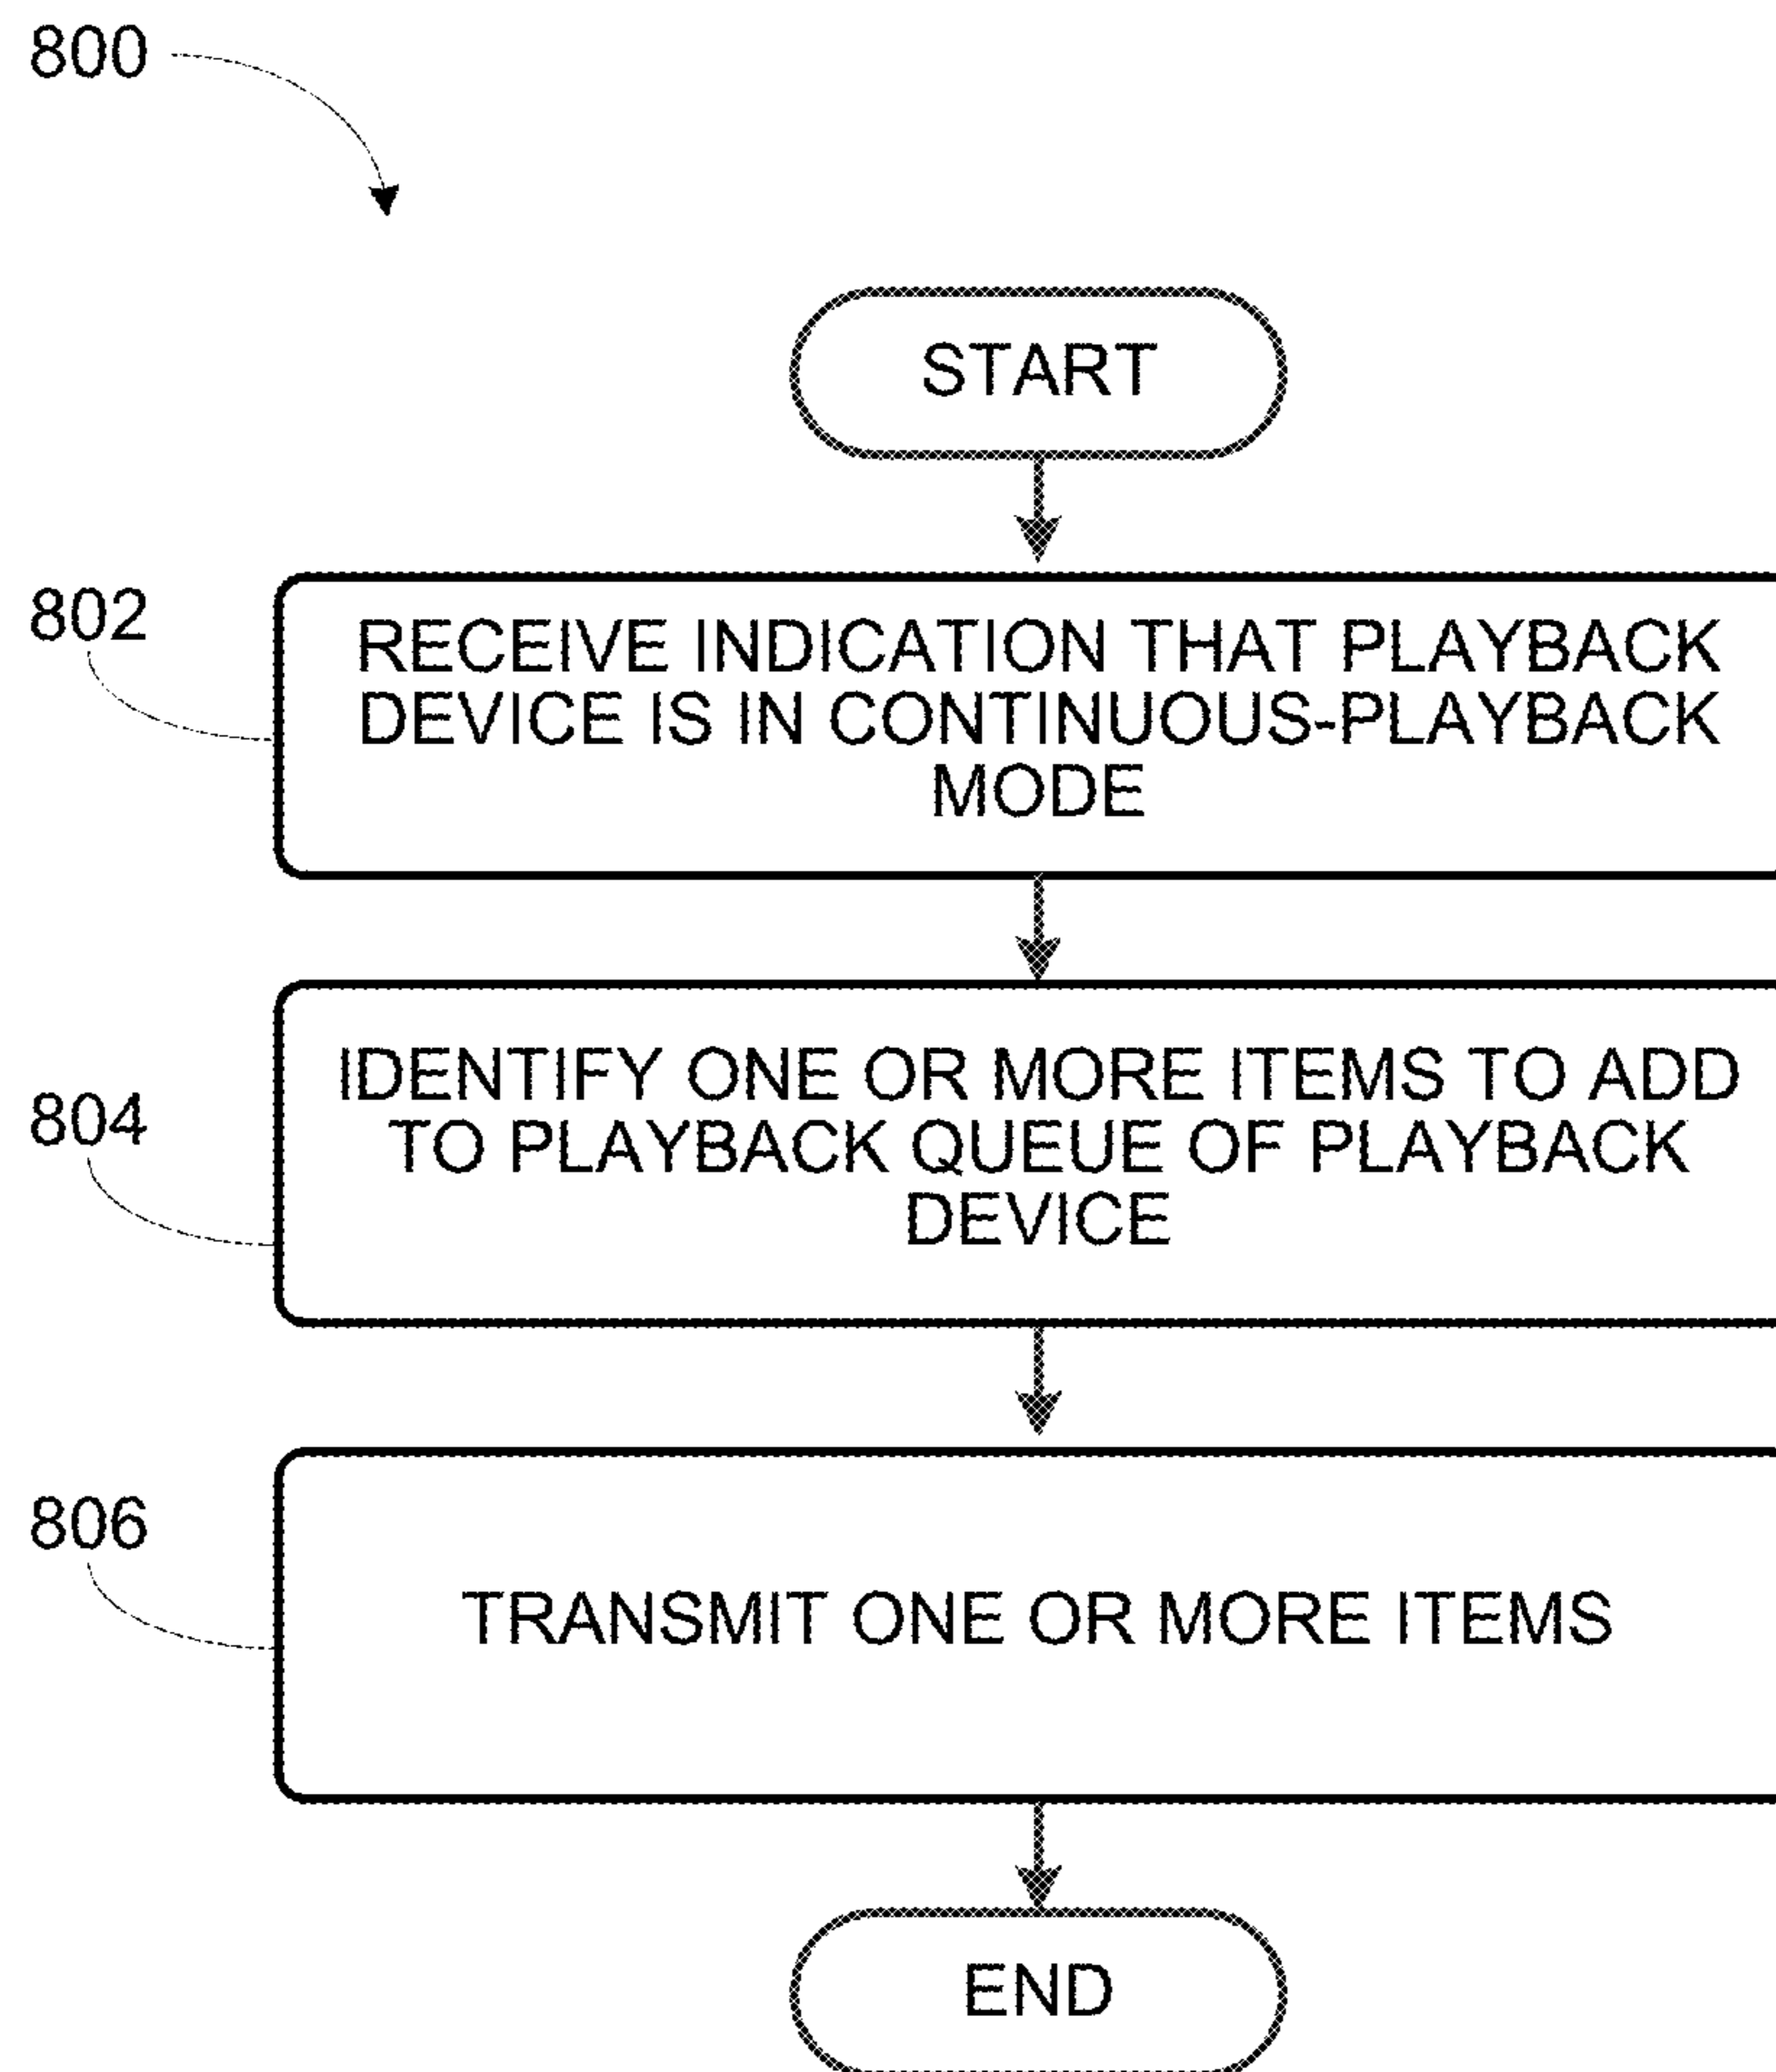 800
START
802
RECEIVE INDICATION THAT PLAYBACK
DEVICE IS IN CONTINUOUS-PLAYBACK
MODE
804
IDENTIFY ONE OR MORE ITEMS TO ADD
TO PLAYBACK QUEUE OF PLAYBACK
DEVICE
806
TRANSMIT ONE OR MORE ITEMS
END